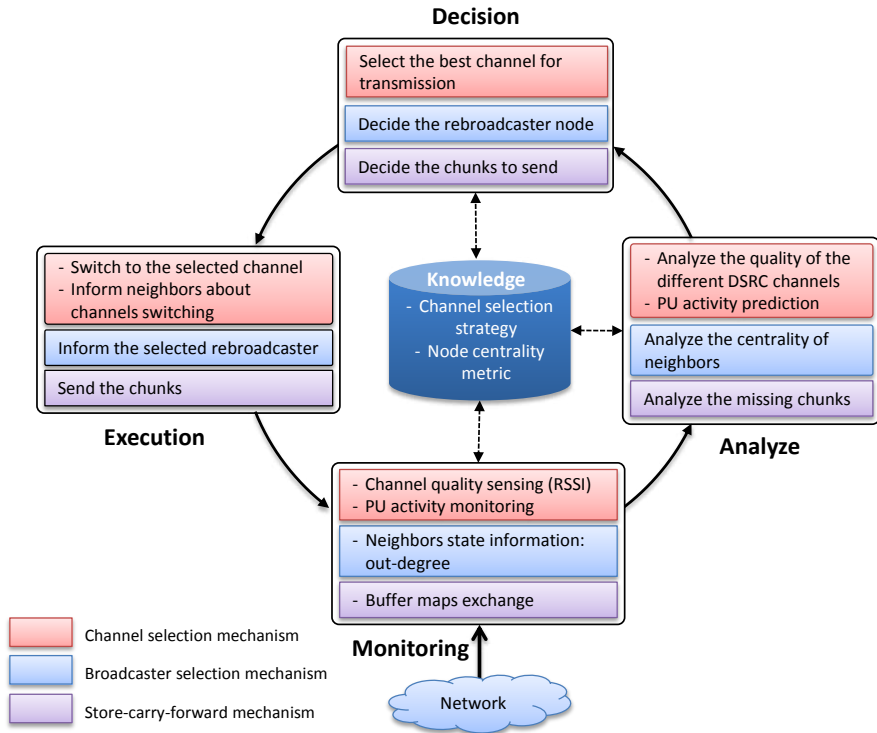 Decision
Select the best channel for
transmission
Decide the rebroadcaster node
Decide the chunks to send
- Switch to the selected channel
- Inform neighbors about
channels switching
Inform the selected rebroadcaster
Send the chunks
Execution
Knowledge
- Channel selection
strategy
- Node centrality
metric
- Analyze the quality of the
different DSRC channels
- PU activity prediction
Analyze the centrality of
neighbors
Analyze the missing chunks
Analyze
- Channel quality sensing (RSSI)
- PU activity monitoring
- Neighbors state information:
out-degree
- Buffer maps exchange
Monitoring
Network
Channel selection mechanism
Broadcaster selection mechanism
Store-carry-forward mechanism